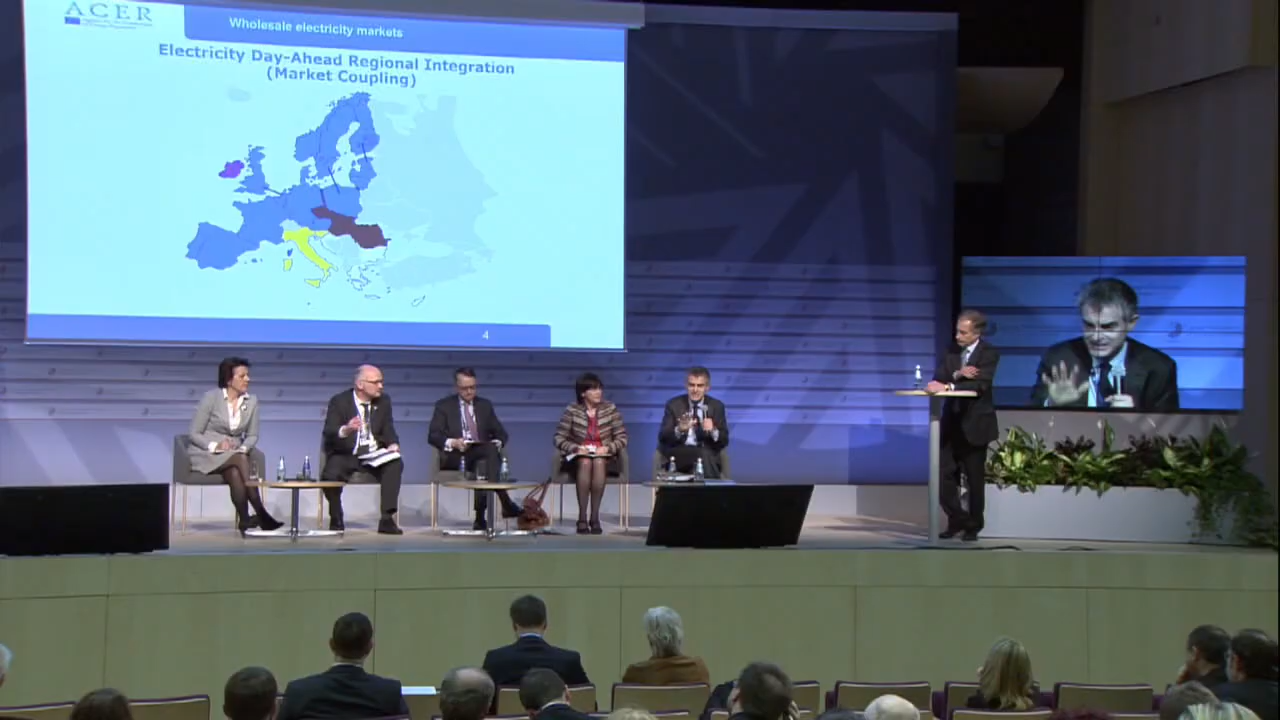 ACER
Wholesale electricity markets
Electricity Day-Ahead Regional Integration
(Market Coupling)
4